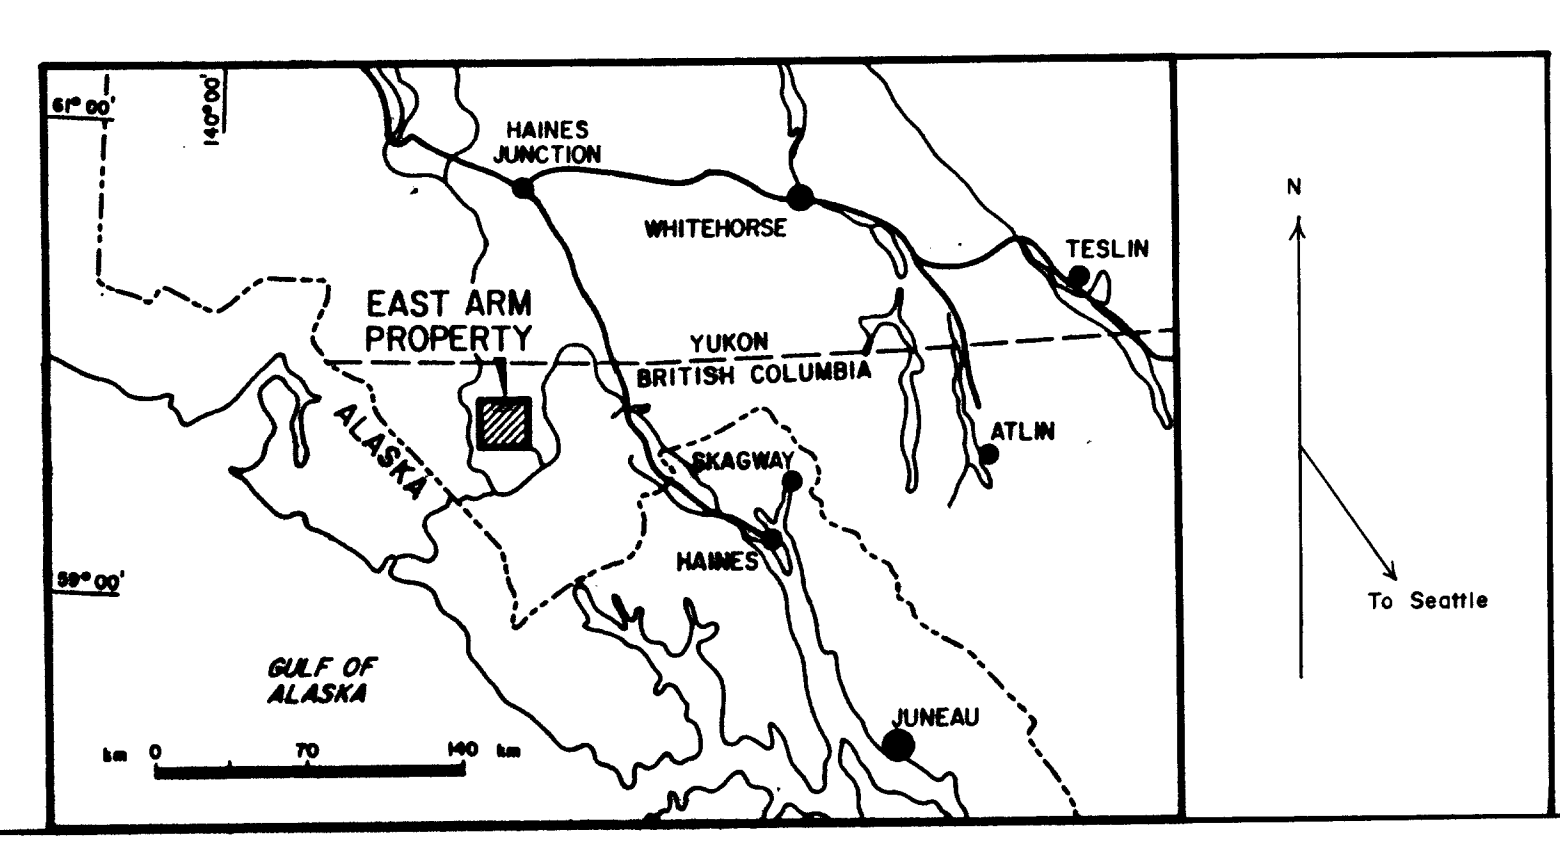 61° 00'
140° 00'
HAINES
JUNCTION
WHITEHORSE
N
TESLIN
EAST ARM
PROPERTY
YUKON
BRITISH COLUMBIA
ALASKA
ATLIN
SKAGWAY
HAINES
59° 00'
To Seattle
GULF OF
ALASKA
JUNEAU
km 0 70 140 km